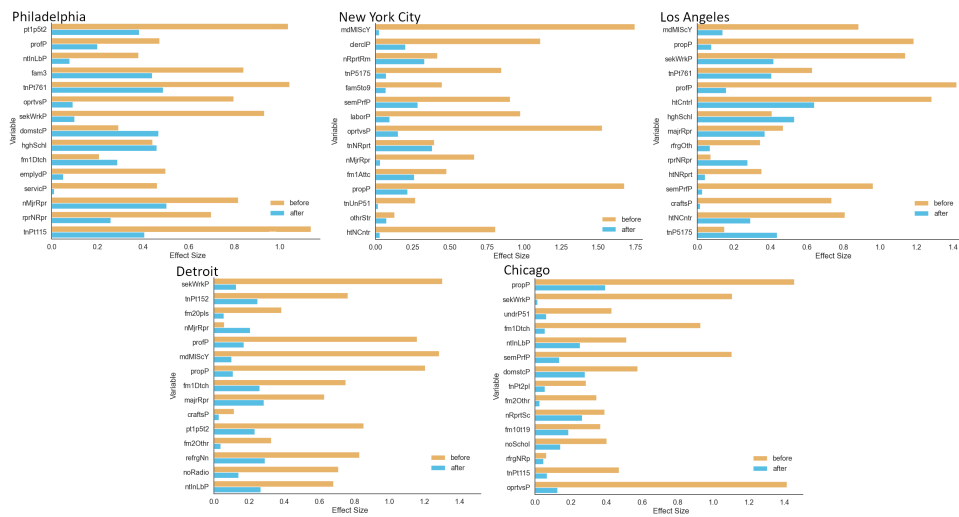 Philadelphia
pt1p5t2
profP
ntInLbP
fam3
tnPt761
oprtvsP
sekWrkP
domstcP
hghSchl
fm1Dtch
emplydP
servicP
nMjrRpr
rprNRpr
tnPt115
Variable
before
after
0.0 0.2 0.4 0.6 0.8 1.0
Effect Size
New York City
mdMIScY
clerclP
nRprtRm
tnP5175
fam5to9
semPrfP
laborP
oprtvsP
tnNRprt
nMjrRpr
fm1Attc
propP
tnUnP51
othrStr
htNCntr
Variable
before
after
0.00 0.25 0.50 0.75 1.00 1.25 1.50 1.75
Effect Size
Los Angeles
mdMIScY
propP
sekWrkP
tnPt761
profP
htCntrl
hghSchl
majrRpr
rfrgOth
rprNRpr
htNRprt
semPrfP
craftsP
htNCntr
tnP5175
Variable
before
after
0.0 0.2 0.4 0.6 0.8 1.0 1.2 1.4
Effect Size
Detroit
sekWrkP
tnPt152
fm20pls
nMjrRpr
profP
mdMIScY
propP
fm1Dtch
majrRpr
craftsP
pt1p5t2
fm2Othr
refrgNn
noRadio
ntInLbP
Variable
before
after
0.0 0.2 0.4 0.6 0.8 1.0 1.2 1.4
Effect Size
Chicago
propP
sekWrkP
undrP51
fm1Dtch
ntInLbP
semPrfP
domstcP
tnPt2pl
fm2Othr
nRprtSc
fm10t19
noSchol
rfrgNRp
tnPt115
oprtvsP
Variable
before
after
0.0 0.2 0.4 0.6 0.8 1.0 1.2 1.4
Effect Size